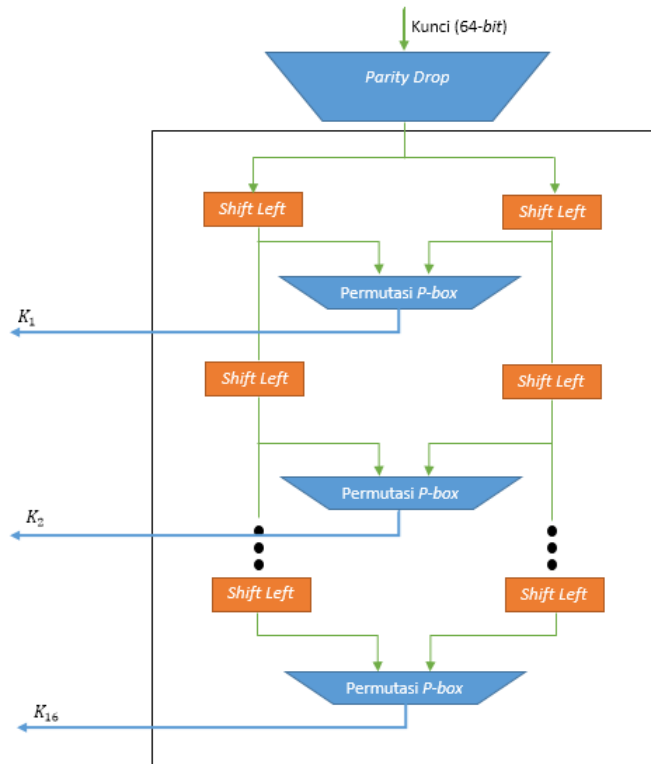 Kunci (64-bit)
Parity Drop
Shift Left
Shift Left
Permutasi P-box
K₁
Shift Left
Shift Left
Permutasi P-box
K₂
Shift Left
Shift Left
Permutasi P-box
K₁₆